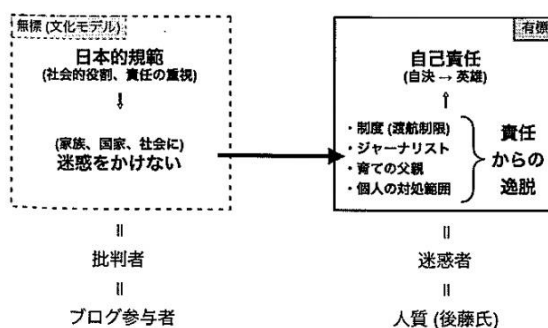 無標 (文化モデル)
日本的規範
(社会的役割、責任の重視)
⇩
(家族、国家、社会に)
迷惑をかけない
||
批判者
||
ブログ参与者
有標
自己責任
(自決 → 英雄)
⇧
・制度 (渡航制限)
・ジャーナリスト
・育ての父親
・個人の対処範囲
責任
からの
逸脱
||
迷惑者
||
人質 (後藤氏)